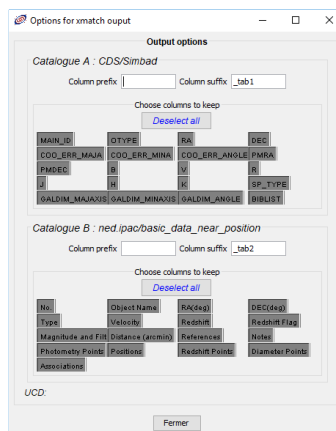 Options for xmatch ouput
Output options
Catalogue A : CDS/Simbad
Column prefix Column suffix _tab1
Choose columns to keep
Deselect all
MAIN_ID OTYPE RA DEC
COO_ERR_MAJA COO_ERR_MINA COO_ERR_ANGLE PMRA
PMDEC B V R
J H K SP_TYPE
GALDIM_MAJAXIS GALDIM_MINAXIS GALDIM_ANGLE BIBLIST
Catalogue B : ned.ipac/basic_data_near_position
Column prefix Column suffix _tab2
Choose columns to keep
Deselect all
No. Object Name RA(deg) DEC(deg)
Type Velocity Redshift Redshift Flag
Magnitude and Filt Distance (arcmin) References Notes
Photometry Points Positions Redshift Points Diameter Points
Associations
UCD:
Fermer